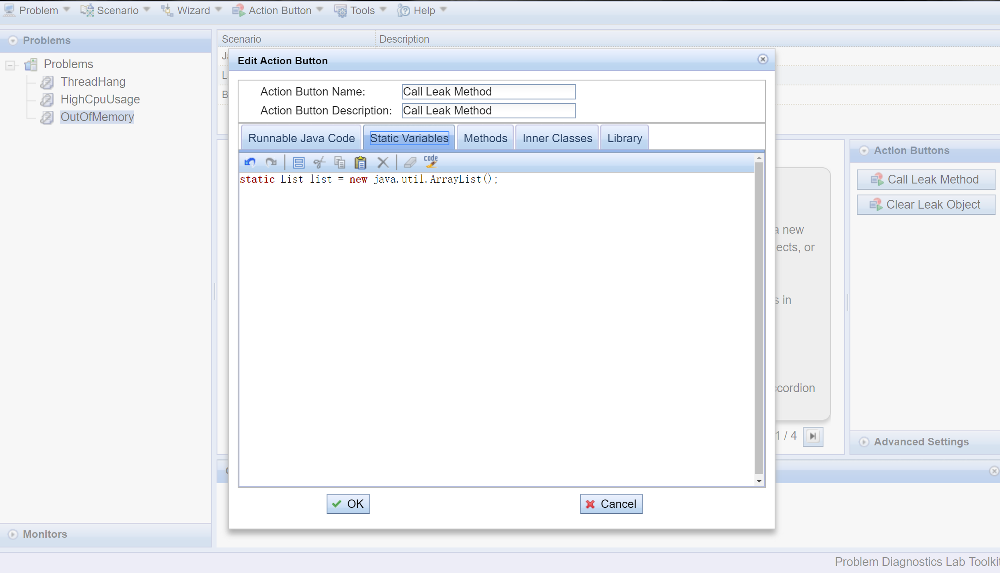 Problem Scenario Wizard Action Button Tools Help
Problems
Problems
ThreadHang
HighCpuUsage
OutOfMemory
Monitors
Scenario Description
L
B
Edit Action Button
Action Button Name: Call Leak Method
Action Button Description: Call Leak Method
Runnable Java Code Static Variables Methods Inner Classes Library
code
static List list = new java.util.ArrayList();
OK Cancel
a new
ects, or
s in
ccordion
1 / 4
Action Buttons
Call Leak Method
Clear Leak Object
Advanced Settings
Problem Diagnostics Lab Toolkit